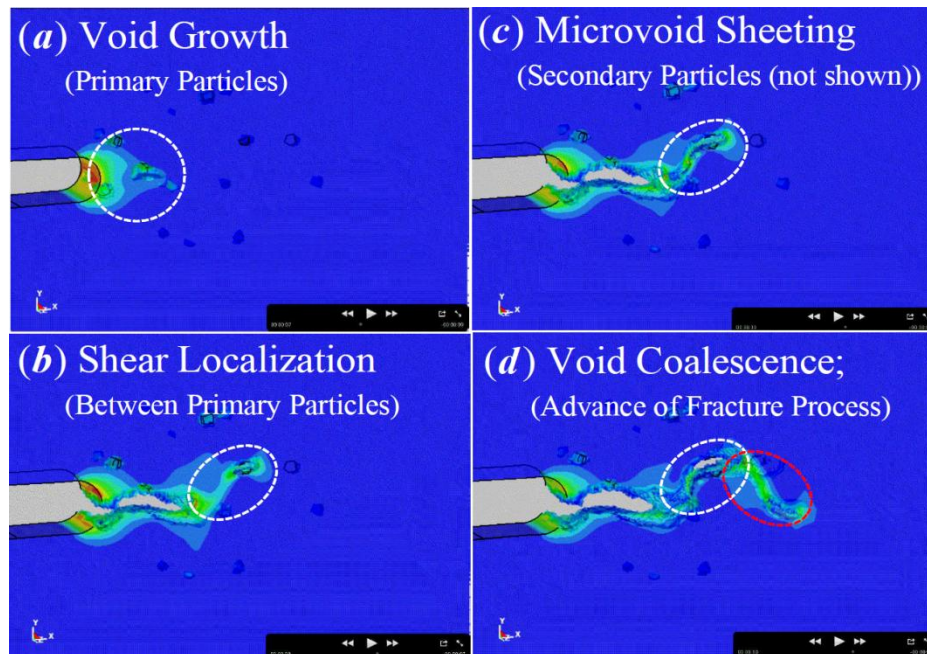 (a) Void Growth
(Primary Particles)
Y
X
(c) Microvoid Sheeting
(Secondary Particles (not shown))
Y
X
(b) Shear Localization
(Between Primary Particles)
Y
X
(d) Void Coalescence;
(Advance of Fracture Process)
Y
X